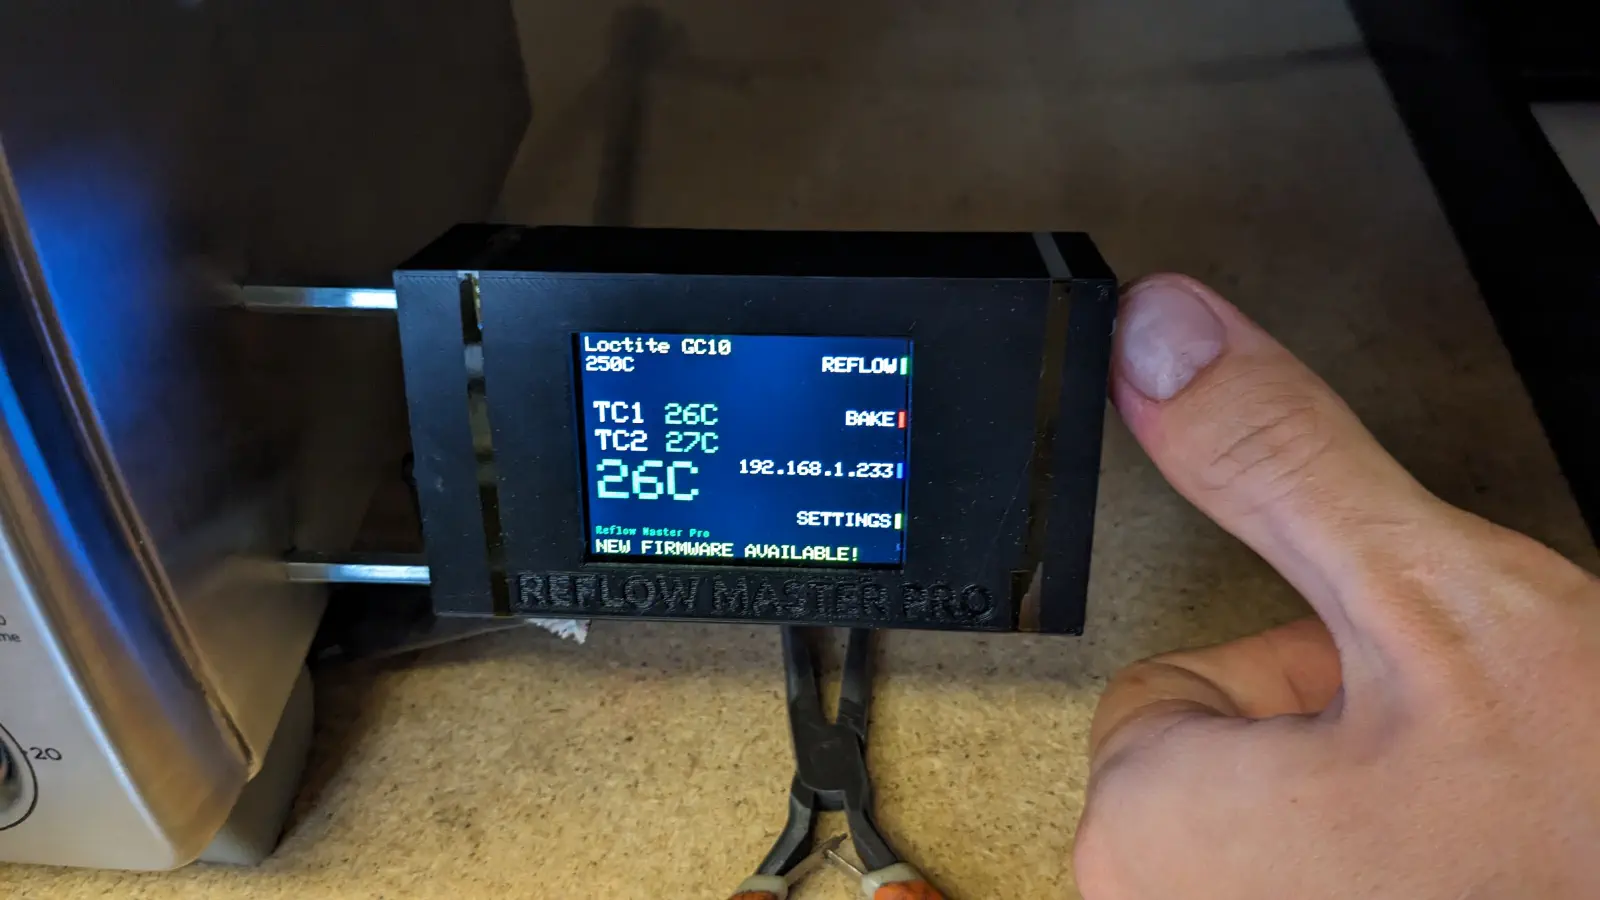 Loctite GC10
250C
REFLOW
TC1 26C
BAKE
TC2 27C
26C
192.168.1.233
SETTINGS
Reflow Master Pro
NEW FIRMWARE AVAILABLE!
REFLOW MASTER PRO
20